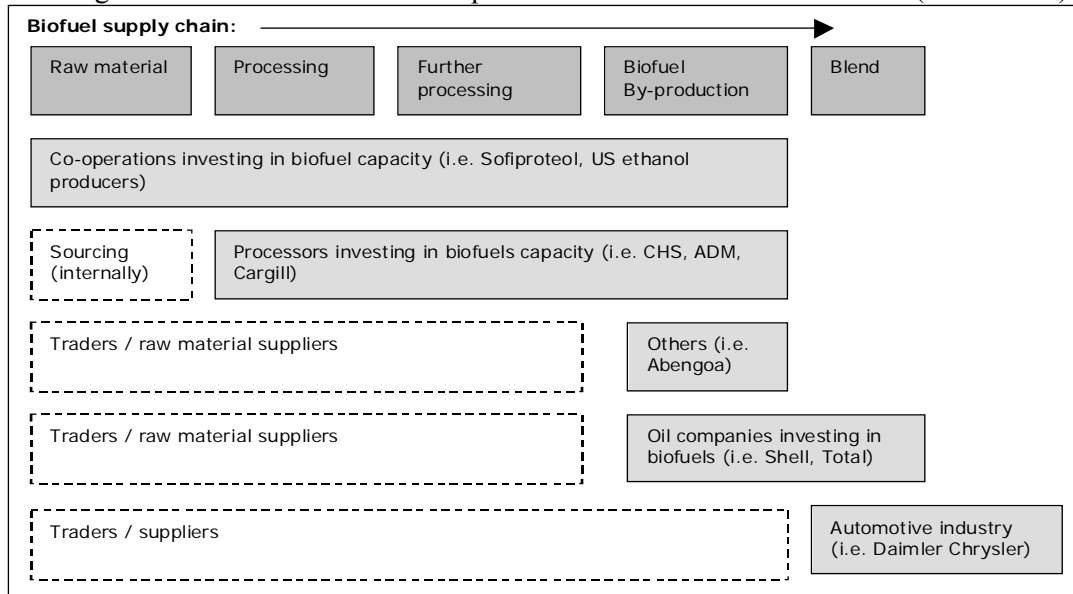 Biofuel supply chain:
Raw material
Processing
Further
processing
Biofuel
By-production
Blend
Co-operations investing in biofuel capacity (i.e. Sofiproteol, US ethanol
producers)
Sourcing
(internally)
Processors investing in biofuels capacity (i.e. CHS, ADM,
Cargill)
Traders / raw material suppliers
Others (i.e.
Abengoa)
Traders / raw material suppliers
Oil companies investing in
biofuels (i.e. Shell, Total)
Traders / suppliers
Automotive industry
(i.e. Daimler Chrysler)